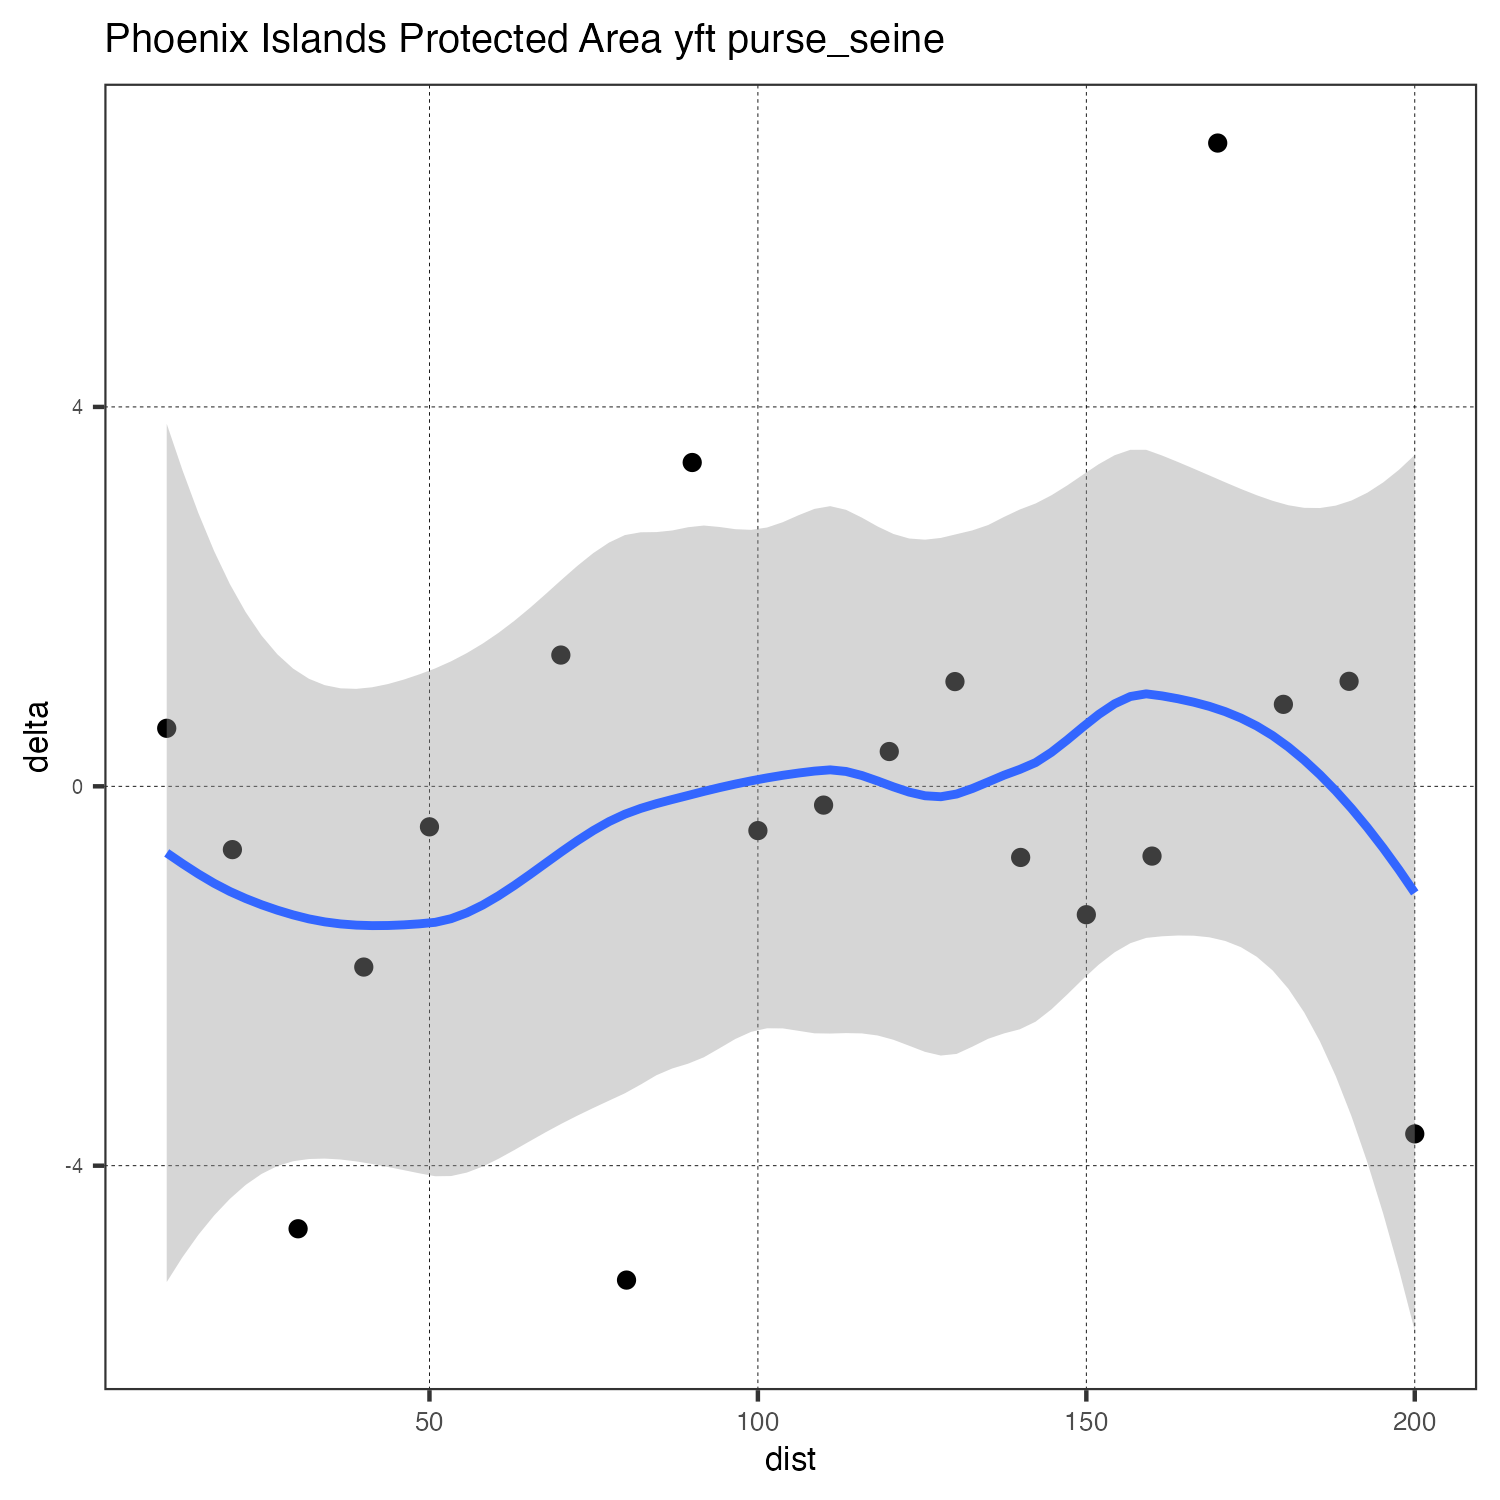 Phoenix Islands Protected Area yft purse_seine
delta
4
0
-4
50 100 150 200
dist